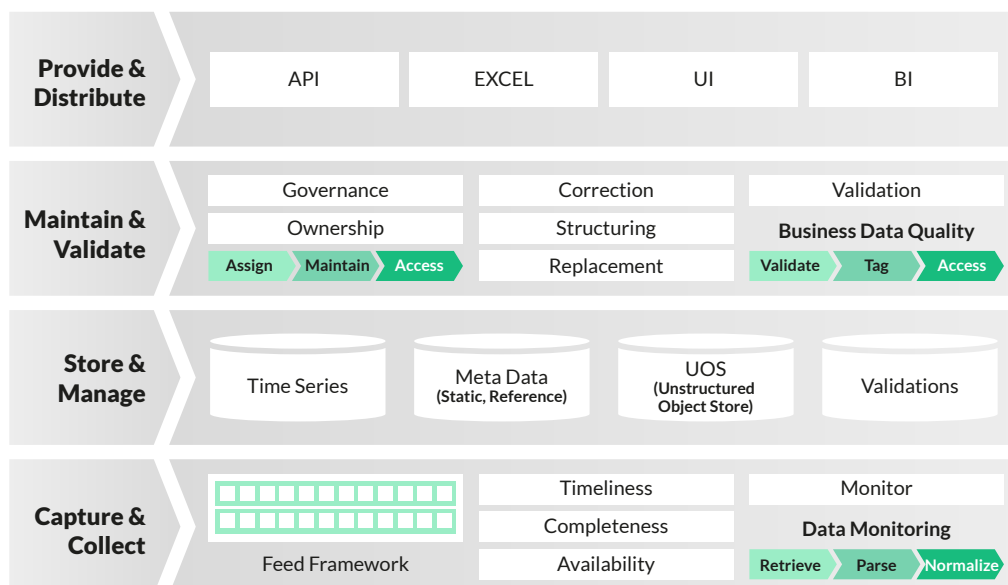 Provide &
Distribute
API
EXCEL
UI
BI
Maintain &
Validate
Governance
Ownership
Assign
Maintain
Access
Correction
Structuring
Replacement
Validation
Business Data Quality
Validate
Tag
Access
Store &
Manage
Time Series
Meta Data
(Static, Reference)
UOS
(Unstructured
Object Store)
Validations
Capture &
Collect
Feed Framework
Timeliness
Completeness
Availability
Monitor
Data Monitoring
Retrieve
Parse
Normalize